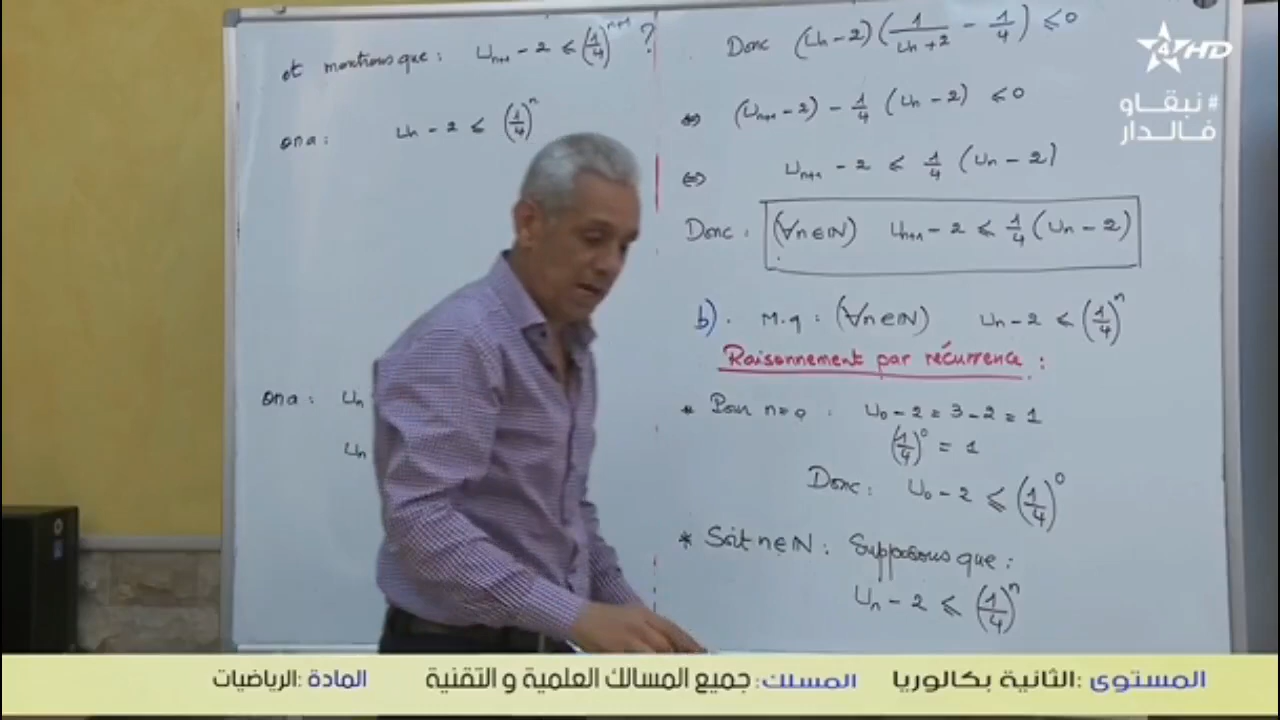 et montrons que : Uₙ₊₁ - 2 ≤ (1/4)ⁿ⁺¹ ?
on a : Uₙ - 2 ≤ (1/4)ⁿ
on a : Uₙ
Uₙ
Donc (Uₙ - 2)(1/(Uₙ + 2) - 1/4) ≤ 0
⇔ (Uₙ₊₁ - 2) - 1/4 (Uₙ - 2) ≤ 0
⇔ Uₙ₊₁ - 2 ≤ 1/4 (Uₙ - 2)
Donc : (∀n∈ℕ) Uₙ₊₁ - 2 ≤ 1/4 (Uₙ - 2)
b). M.q : (∀n∈ℕ) Uₙ - 2 ≤ (1/4)ⁿ
Raisonnement par récurrence :
* Pour n=0 : U₀ - 2 = 3 - 2 = 1
(1/4)⁰ = 1
Donc : U₀ - 2 ≤ (1/4)⁰
* Soit n∈ℕ : Supposons que :
Uₙ - 2 ≤ (1/4)ⁿ
4 HD
# نبقاو
فالدار
المستوى :الثانية بكالوريا المسلك: جميع المسالك العلمية و التقنية المادة :الرياضيات